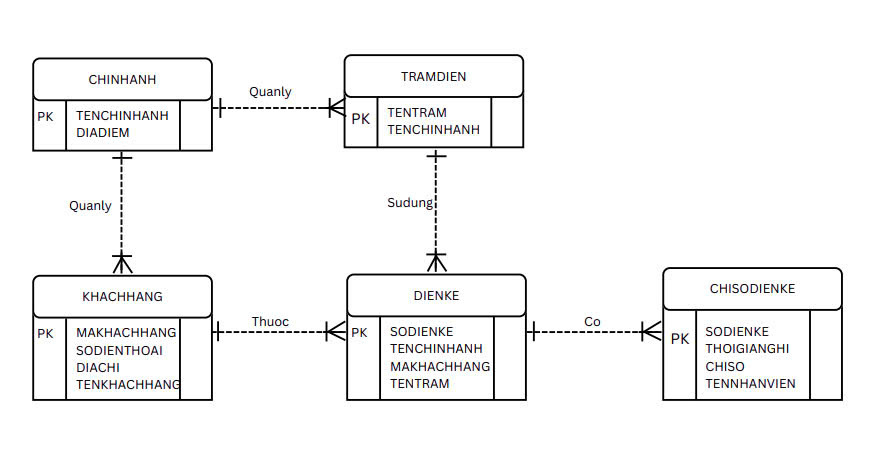 CHINHANH
PK
TENCHINHANH
DIADIEM
Quanly
TRAMDIEN
PK
TENTRAM
TENCHINHANH
Quanly
Sudung
KHACHHANG
PK
MAKHACHHANG
SODIENTHOAI
DIACHI
TENKHACHHANG
Thuoc
DIENKE
PK
SODIENKE
TENCHINHANH
MAKHACHHANG
TENTRAM
Co
CHISODIENKE
PK
SODIENKE
THOIGIANGHI
CHISO
TENNHANVIEN